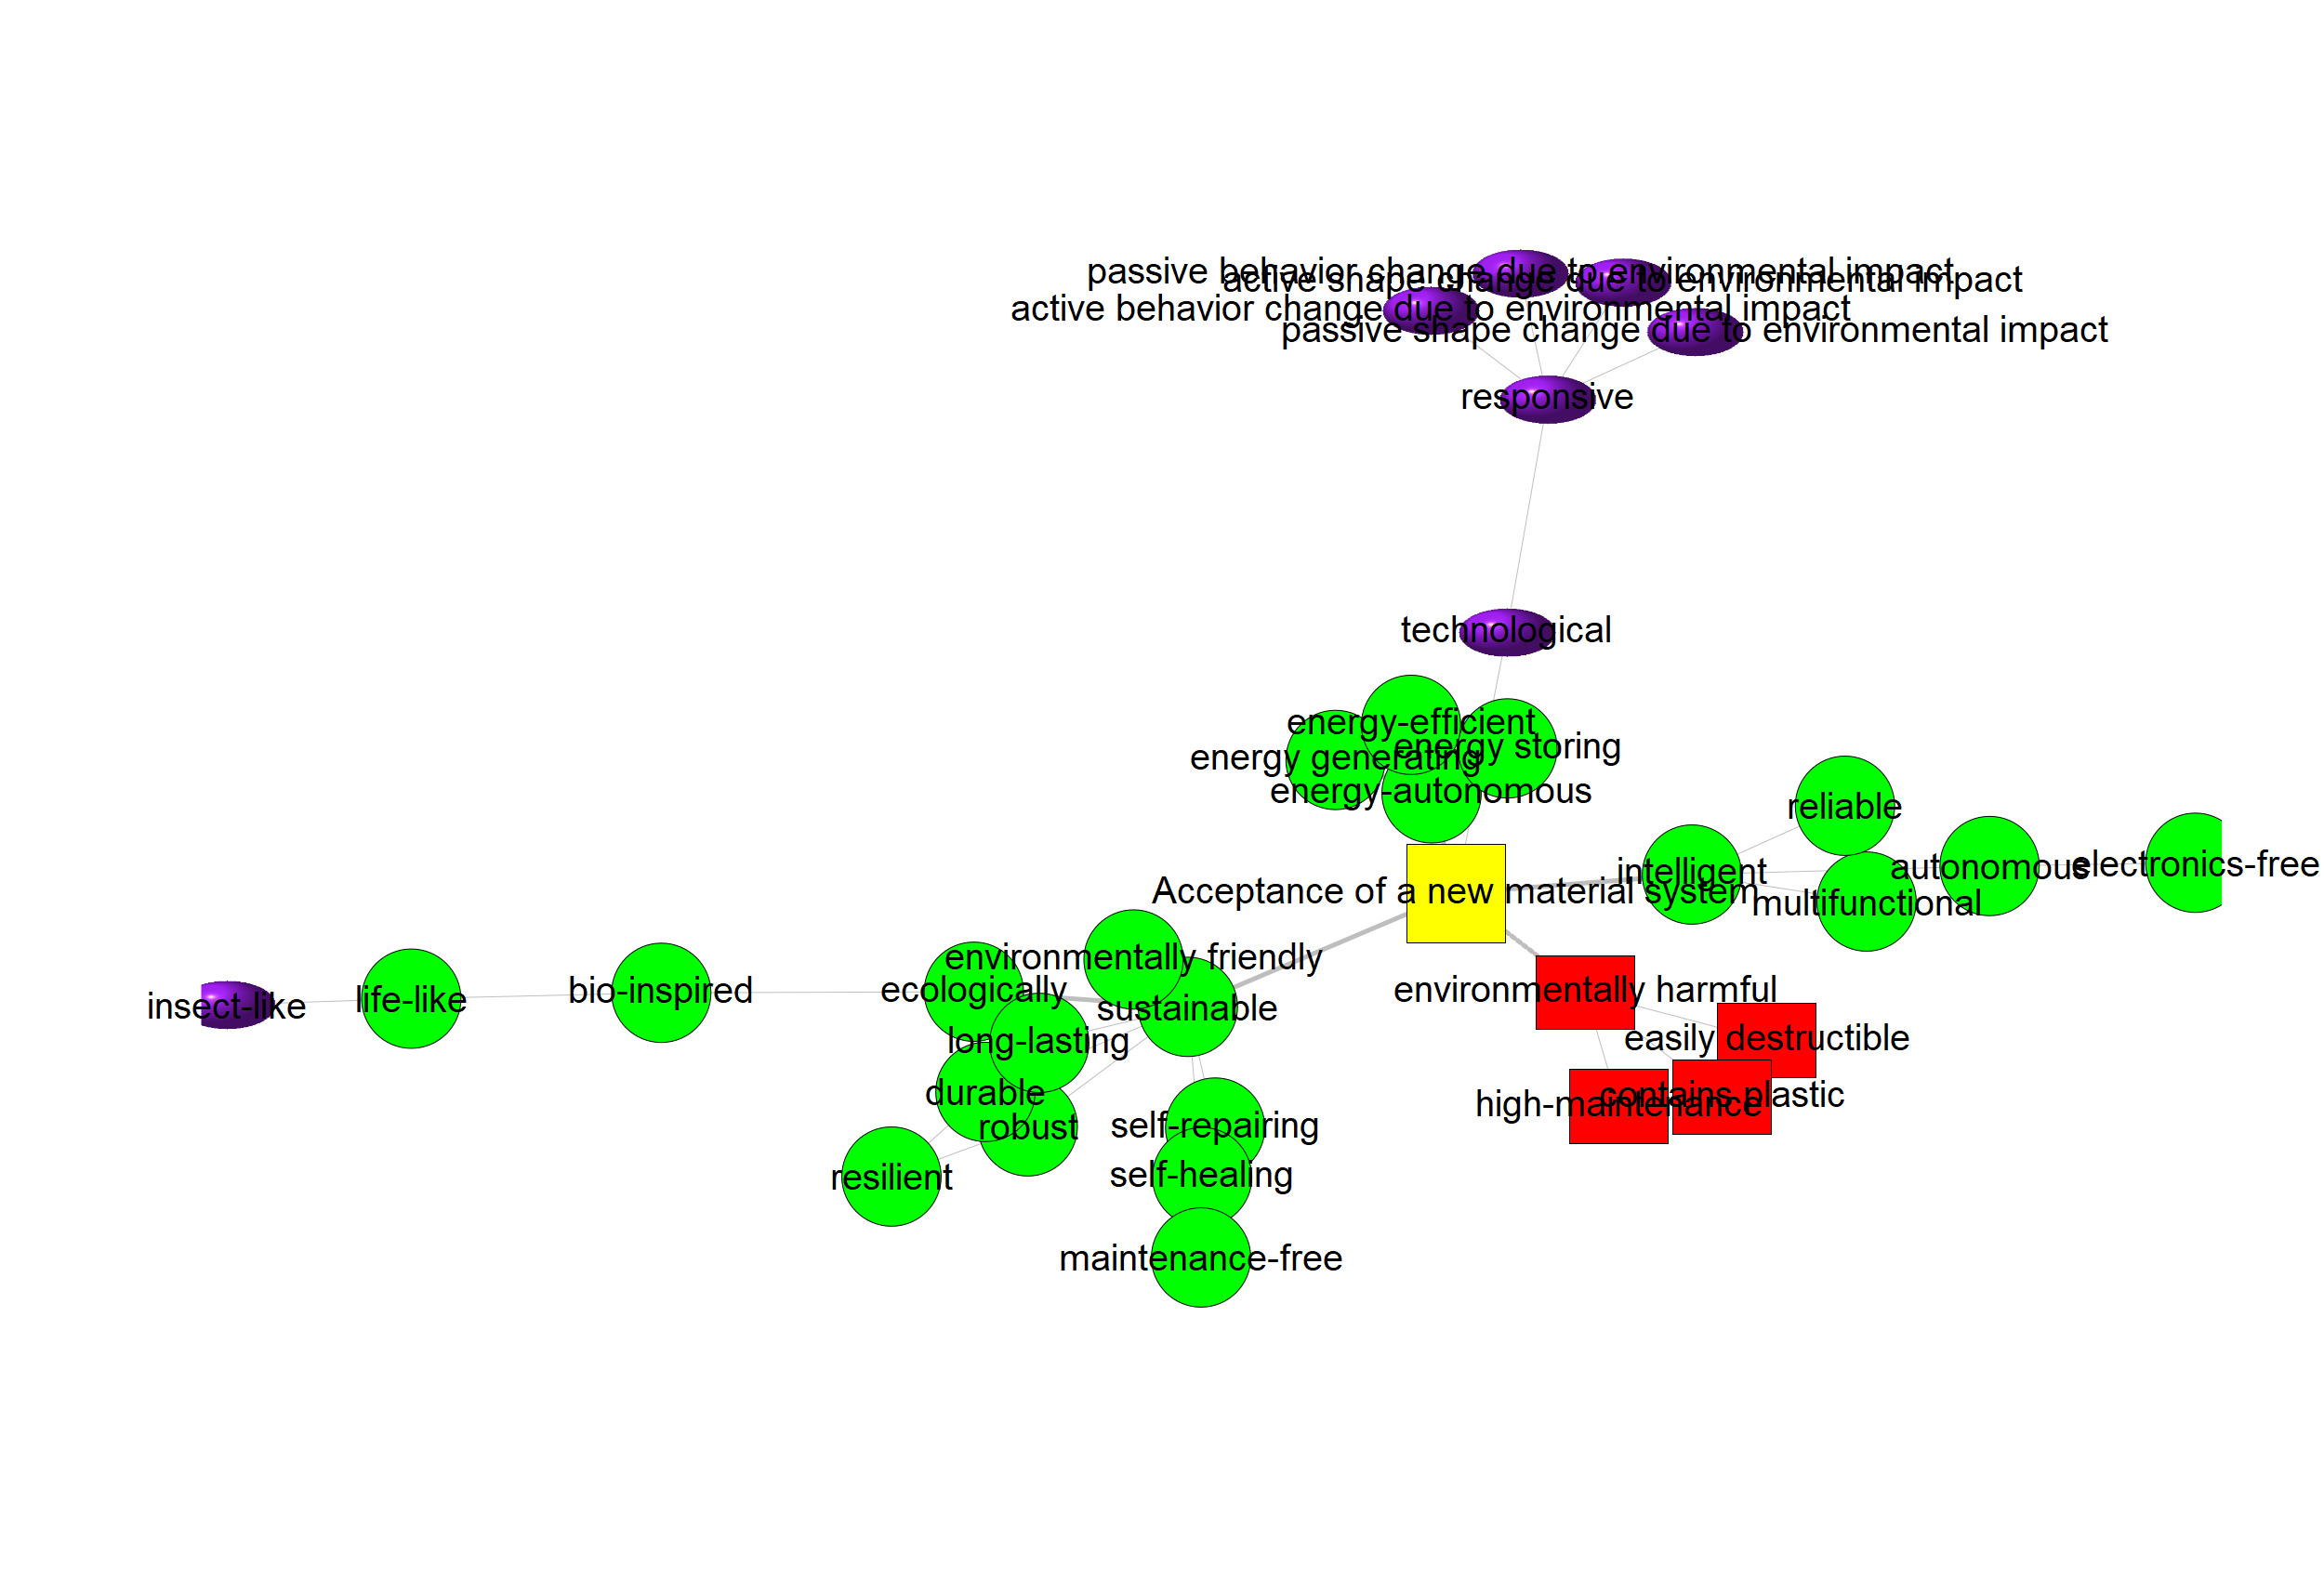 passive behavior change due to environmental impact
active shape change due to environmental impact
active behavior change due to environmental impact
passive shape change due to environmental impact
responsive
technological
energy-efficient
energy storing
energy generating
energy-autonomous
reliable
intelligent
autonomous
electronics-free
Acceptance of a new material system
multifunctional
environmentally friendly
ecologically
bio-inspired
life-like
insect-like
sustainable
environmentally harmful
long-lasting
easily destructible
durable
contains plastic
high-maintenance
robust
self-repairing
resilient
self-healing
maintenance-free